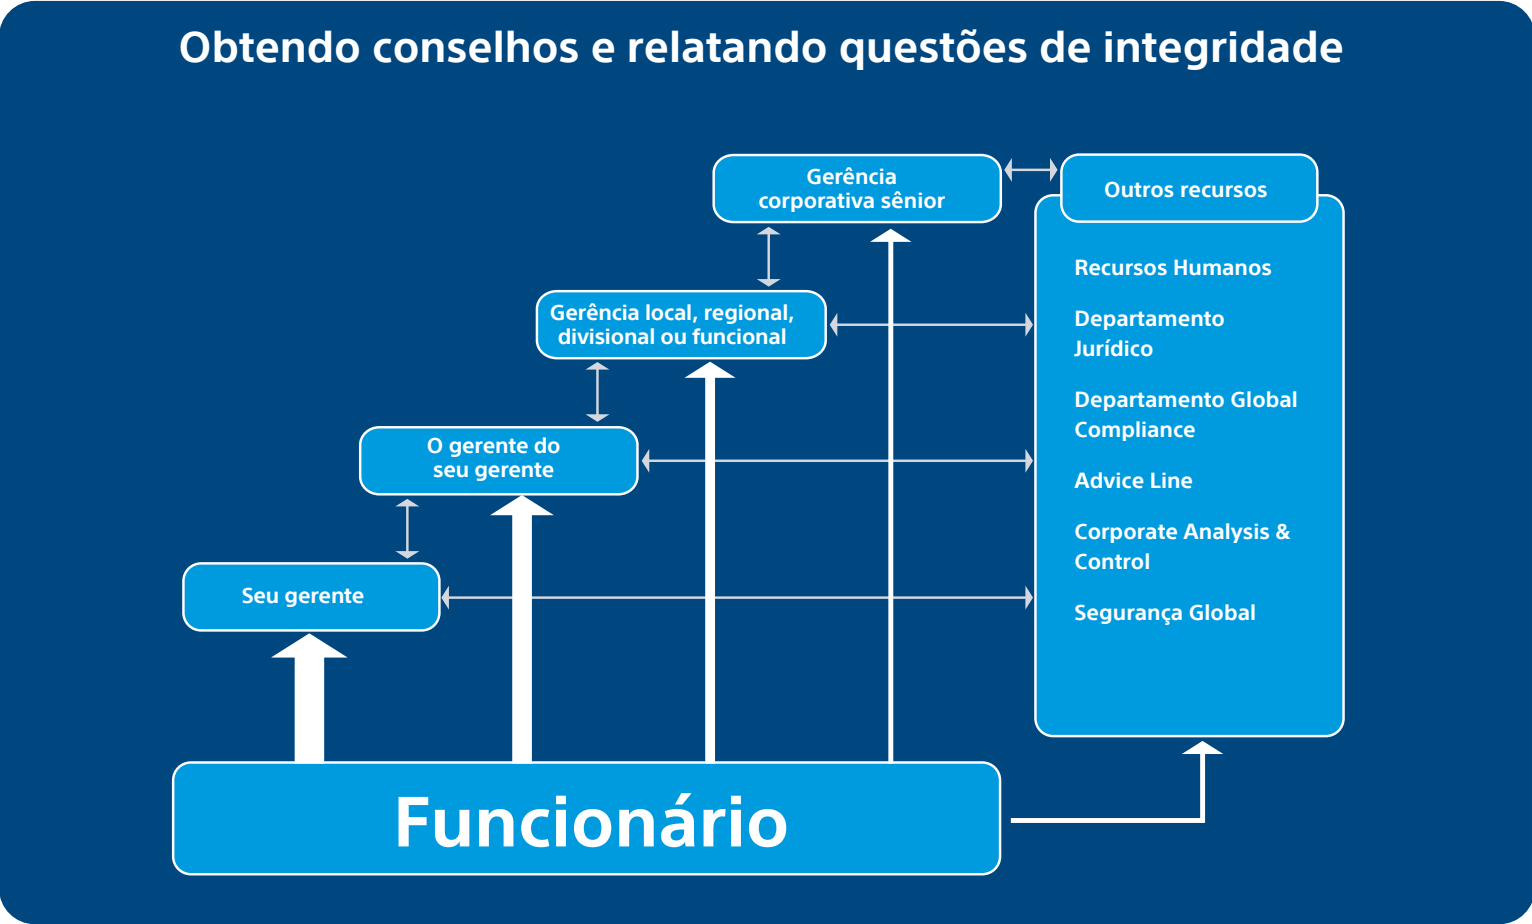 Obtendo conselhos e relatando questões de integridade
Gerência
corporativa sênior
Outros recursos
Recursos Humanos
Departamento
Jurídico
Departamento Global
Compliance
Advice Line
Corporate Analysis &
Control
Segurança Global
Gerência local, regional,
divisional ou funcional
O gerente do
seu gerente
Seu gerente
Funcionário